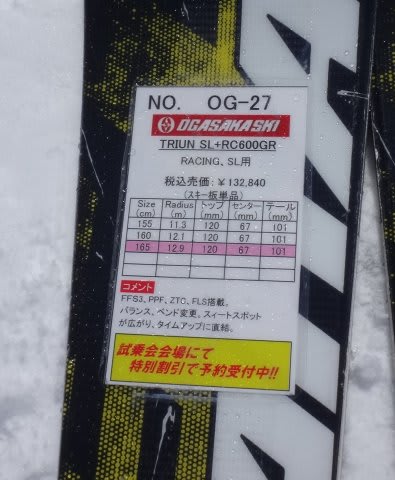 NO. OG-27
OGASAKA SKI
TRIUN SL+RC600GR
RACING、SL用
税込売価：￥132,840
(スキー板単品)
Size (cm) Radius (m) トップ (mm) センター (mm) テール (mm)
155 11.3 120 67 101
160 12.1 120 67 101
165 12.9 120 67 101
コメント
FFS3、PPF、ZTC、FLS搭載。
バランス、ベンド変更。スィートスポット
が広がり、タイムアップに直結。
試乗会会場にて
特別割引で予約受付中!!